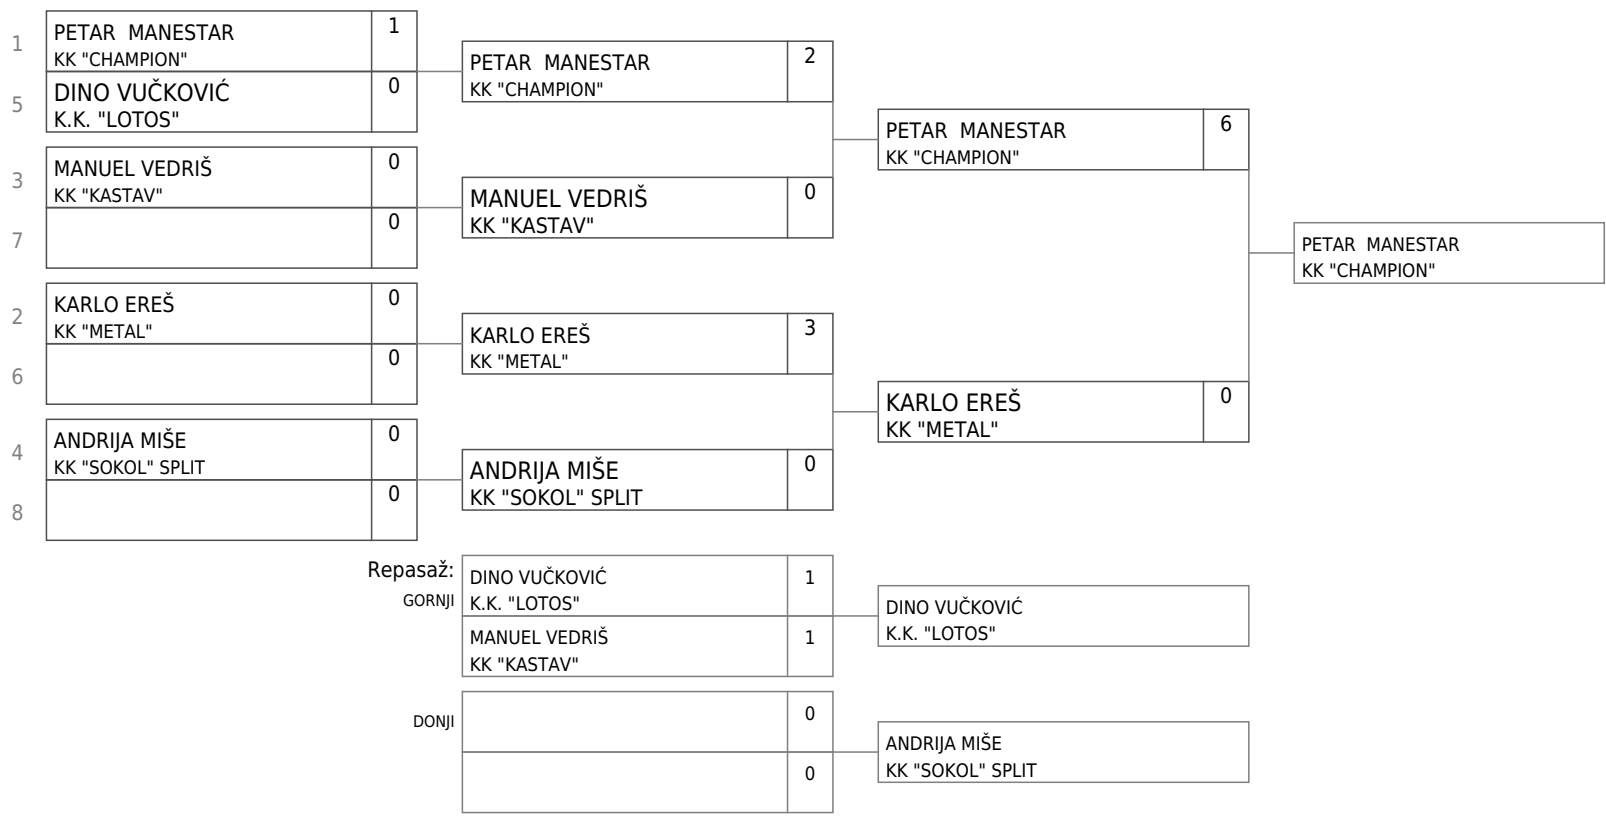 1
PETAR MANESTAR
KK "CHAMPION"
1
5
DINO VUČKOVIĆ
K.K. "LOTOS"
0
3
MANUEL VEDRIŠ
KK "KASTAV"
0
7
0
2
KARLO EREŠ
KK "METAL"
0
6
0
4
ANDRIJA MIŠE
KK "SOKOL" SPLIT
0
8
0
PETAR MANESTAR
KK "CHAMPION"
2
MANUEL VEDRIŠ
KK "KASTAV"
0
KARLO EREŠ
KK "METAL"
3
ANDRIJA MIŠE
KK "SOKOL" SPLIT
0
PETAR MANESTAR
KK "CHAMPION"
6
KARLO EREŠ
KK "METAL"
0
PETAR MANESTAR
KK "CHAMPION"
Repasaž:
GORNJI
DINO VUČKOVIĆ
K.K. "LOTOS"
1
MANUEL VEDRIŠ
KK "KASTAV"
1
DINO VUČKOVIĆ
K.K. "LOTOS"
DONJI
0
0
ANDRIJA MIŠE
KK "SOKOL" SPLIT